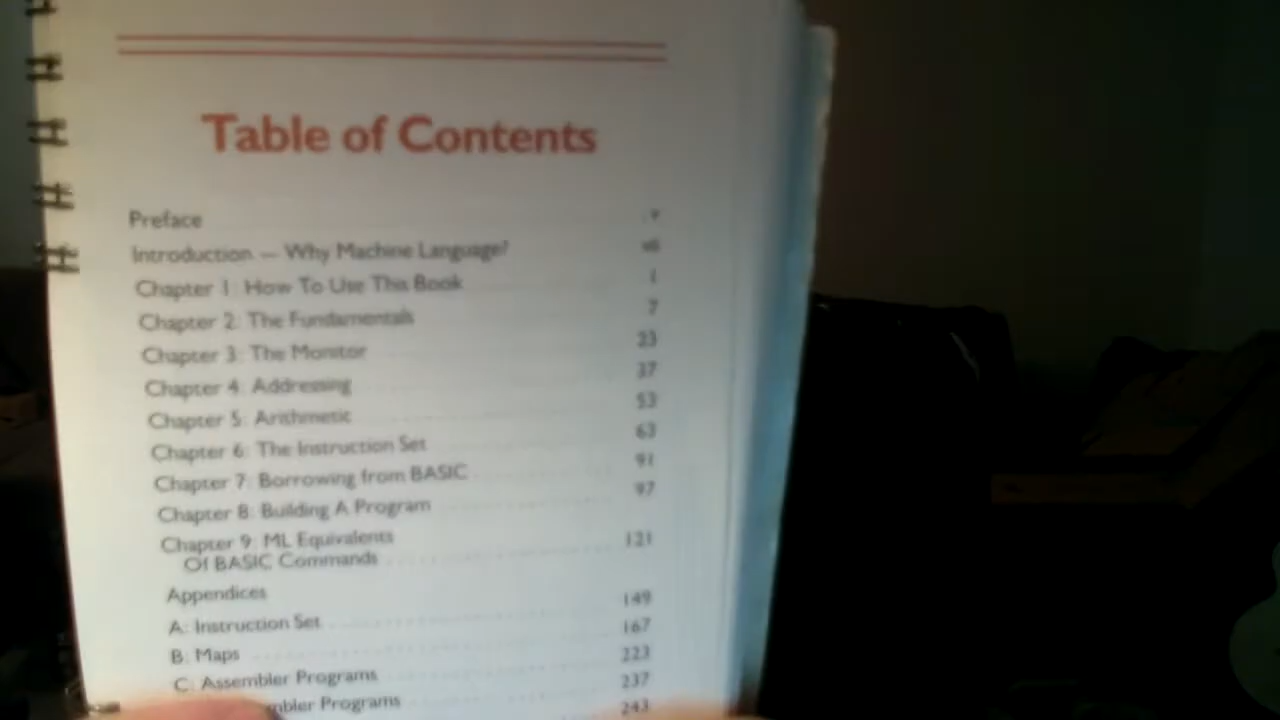 Table of Contents
Preface v
Introduction — Why Machine Language? vii
Chapter 1: How To Use This Book 1
Chapter 2: The Fundamentals 7
Chapter 3: The Monitor 23
Chapter 4: Addressing 37
Chapter 5: Arithmetic 53
Chapter 6: The Instruction Set 63
Chapter 7: Borrowing from BASIC 91
Chapter 8: Building A Program 97
Chapter 9: ML Equivalents
Of BASIC Commands 121
Appendices
A: Instruction Set 149
B: Maps 167
C: Assembler Programs 223
Programs 237
243